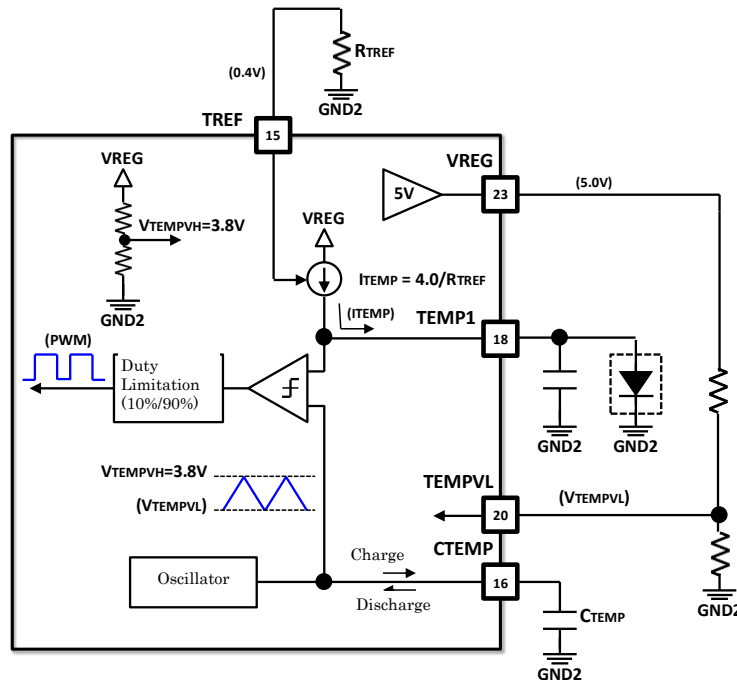 RTREF
(0.4V)
GND2
TREF
15
VREG
VREG
5V
23
(5.0V)
VTEMPVH=3.8V
VREG
ITEMP = 4.0/RTREF
GND2
(ITEMP)
TEMP1
18
(PWM)
Duty
Limitation
(10%/90%)
GND2
GND2
VTEMPVH=3.8V
(VTEMPVL)
TEMPVL
20
(VTEMPVL)
CTEMP
16
Charge
Discharge
Oscillator
GND2
CTEMP
GND2